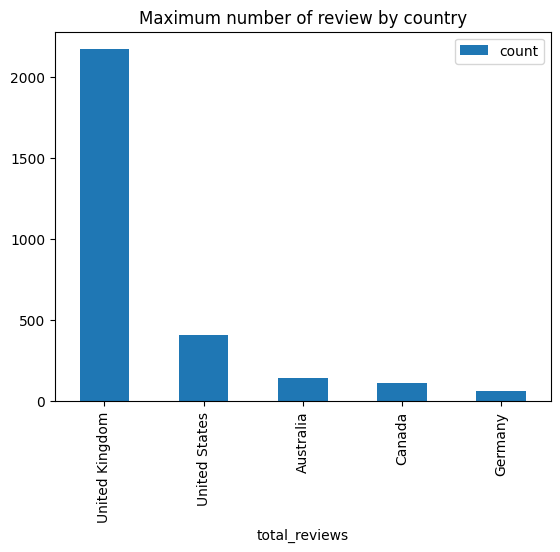 Maximum number of review by country
count
2000
1500
1000
500
0
United Kingdom
United States
Australia
Canada
Germany
total_reviews